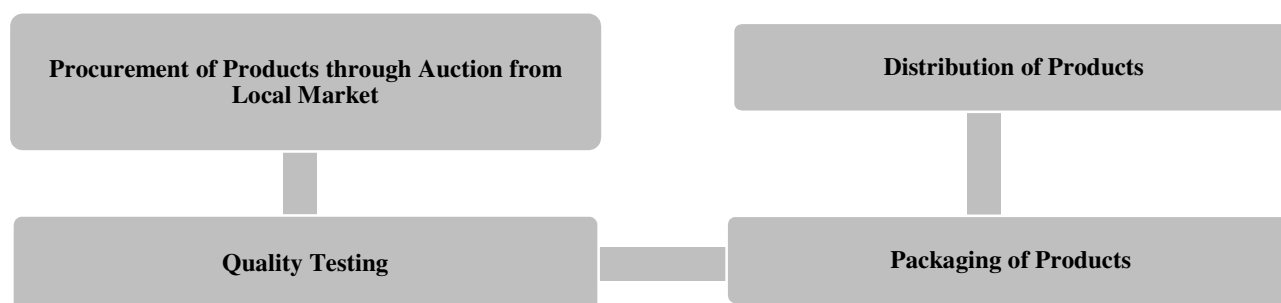 Procurement of Products through Auction from
Local Market
Distribution of Products
Quality Testing
Packaging of Products